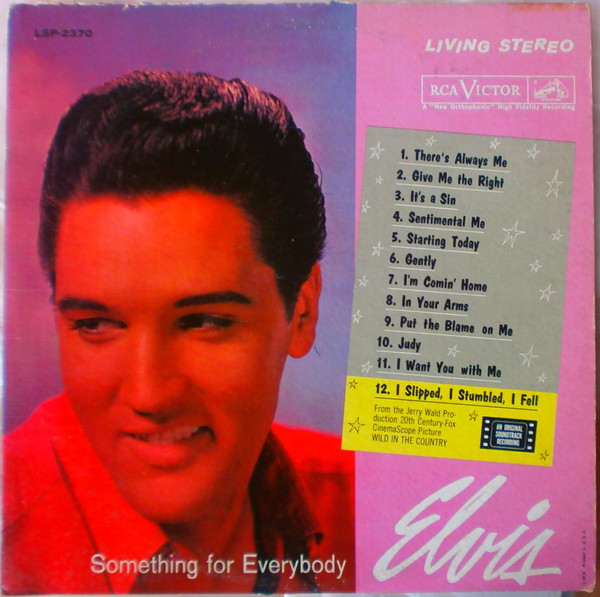 LSP-2370
LIVING STEREO
RCA VICTOR
A "New Orthophonic" High Fidelity Recording
1. There's Always Me
2. Give Me the Right
3. It's a Sin
4. Sentimental Me
5. Starting Today
6. Gently
7. I'm Comin' Home
8. In Your Arms
9. Put the Blame on Me
10. Judy
11. I Want You with Me
12. I Slipped, I Stumbled, I Fell
From the Jerry Wald Pro-
duction 20th Century-Fox
CinemaScope Picture
WILD IN THE COUNTRY
AN ORIGINAL
SOUNDTRACK
RECORDING
Elvis
Something for Everybody